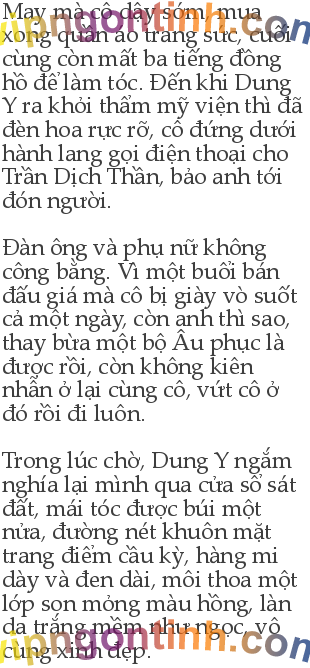 May mà cô dậy sớm, mua
xong quần áo trang sức, cuối
cùng còn mất ba tiếng đồng
hồ để làm tóc. Đến khi Dung
Y ra khỏi thẩm mỹ viện thì đã
đèn hoa rực rỡ, cô đứng dưới
hành lang gọi điện thoại cho
Trần Dịch Thần, bảo anh tới
đón người.
Đàn ông và phụ nữ không
công bằng. Vì một buổi bán
đấu giá mà cô bị giày vò suốt
cả một ngày, còn anh thì sao,
thay bừa một bộ Âu phục là
được rồi, còn không kiên
nhẫn ở lại cùng cô, vứt cô ở
đó rồi đi luôn.
Trong lúc chờ, Dung Y ngắm
nghía lại mình qua cửa sổ sát
đất, mái tóc được búi một
nửa, đường nét khuôn mặt
trang điểm cầu kỳ, hàng mi
dày và đen dài, môi thoa một
lớp son mỏng màu hồng, làn
da trắng mềm như ngọc, vô
cùng xinh đẹp.
vipngontinh.com
vipngontinh.com